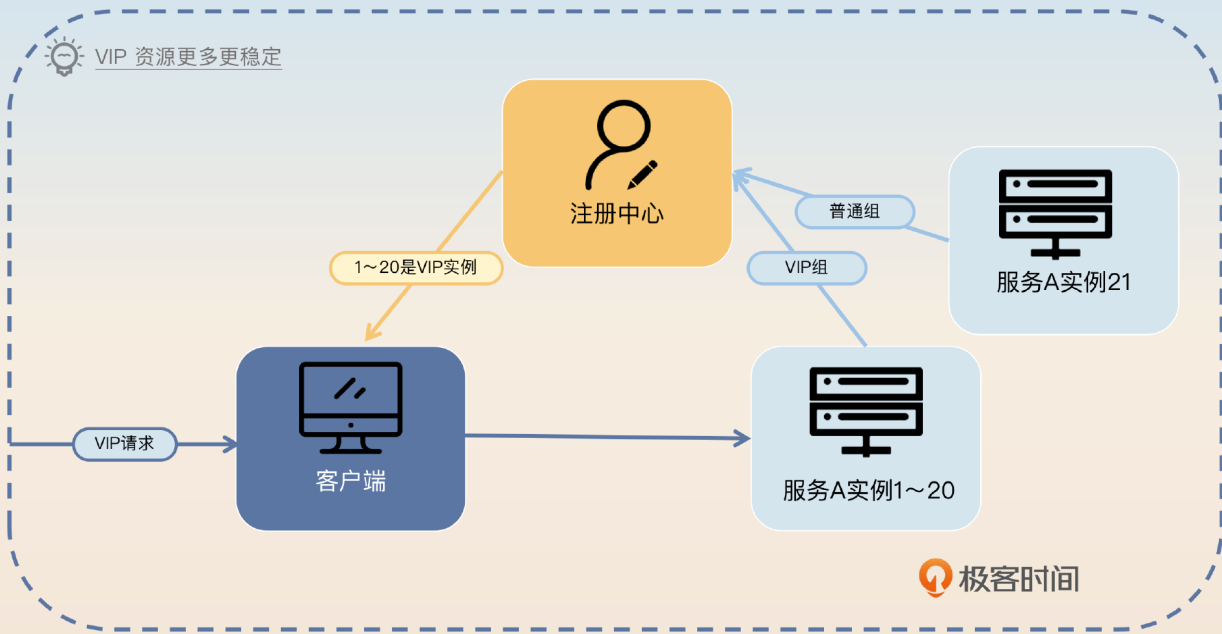 VIP 资源更多更稳定
注册中心
普通组
服务A实例21
1～20是VIP实例
VIP组
VIP请求
客户端
服务A实例1～20
极客时间